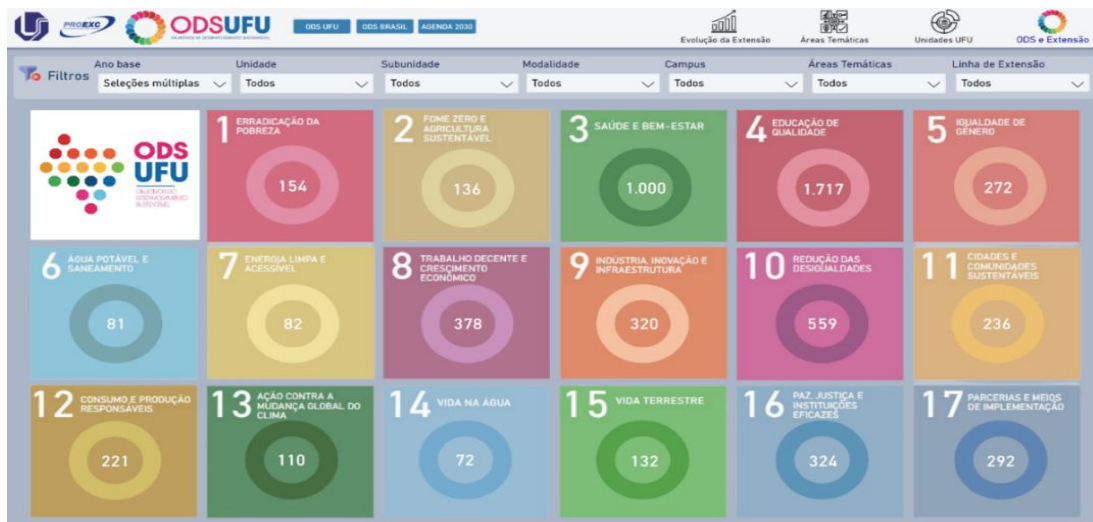 PROEXC
ODSUFU
ODS UFU
ODS BRASIL
AGENDA 2030
Evolução da Extensão
Áreas Temáticas
Unidades UFU
ODS e Extensão
Filtros
Ano base
Unidade
Subunidade
Modalidade
Campus
Áreas Temáticas
Linha de Extensão
Seleções múltiplas
Todos
Todos
Todos
Todos
Todos
Todos
ODS
UFU
OBJETIVOS DO
DESENVOLVIMENTO
SUSTENTÁVEL
1 ERRADICAÇÃO DA
POBREZA
154
2 FOME ZERO E
AGRICULTURA
SUSTENTÁVEL
136
3 SAÚDE E BEM-ESTAR
1.000
4 EDUCAÇÃO DE
QUALIDADE
1.717
5 IGUALDADE DE
GÊNERO
272
6 ÁGUA POTÁVEL E
SANEAMENTO
81
7 ENERGIA LIMPA E
ACESSÍVEL
82
8 TRABALHO DECENTE E
CRESCIMENTO
ECONÔMICO
378
9 INDÚSTRIA, INOVAÇÃO E
INFRAESTRUTURA
320
10 REDUÇÃO DAS
DESIGUALDADES
559
11 CIDADES E
COMUNIDADES
SUSTENTÁVEIS
236
12 CONSUMO E PRODUÇÃO
RESPONSÁVEIS
221
13 AÇÃO CONTRA A
MUDANÇA GLOBAL DO
CLIMA
110
14 VIDA NA ÁGUA
72
15 VIDA TERRESTRE
132
16 PAZ, JUSTIÇA E
INSTITUIÇÕES
EFICAZES
324
17 PARCERIAS E MEIOS
DE IMPLEMENTAÇÃO
292